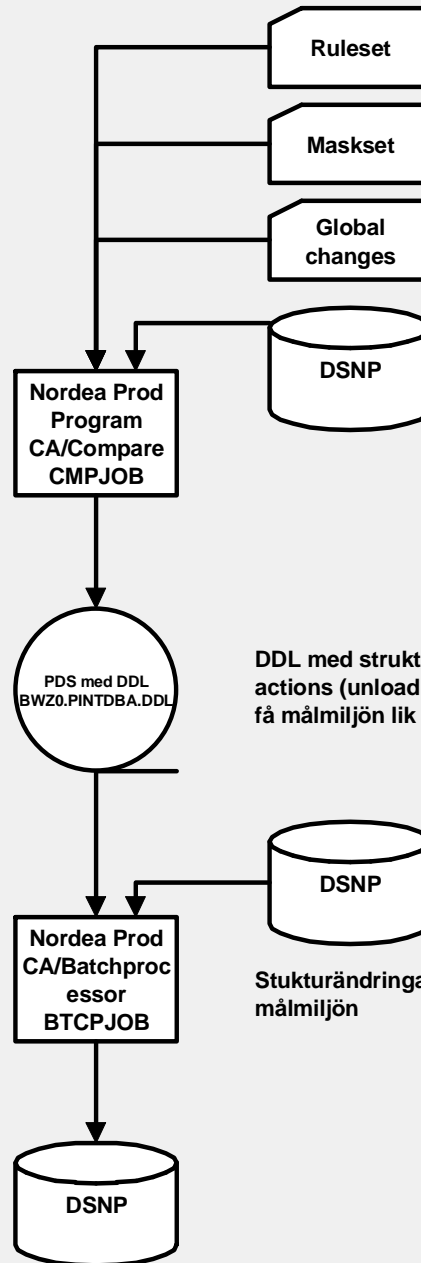 Ruleset
Maskset
Global
changes
DSNP
Nordea Prod
Program
CA/Compare
CMPJOB
PDS med DDL
BWZ0.PINTDBA.DDL
DDL med strukt
actions (unload
få målmiljön lik
DSNP
Nordea Prod
CA/Batchproc
essor
BTCPJOB
Stukturändringa
målmiljön
DSNP